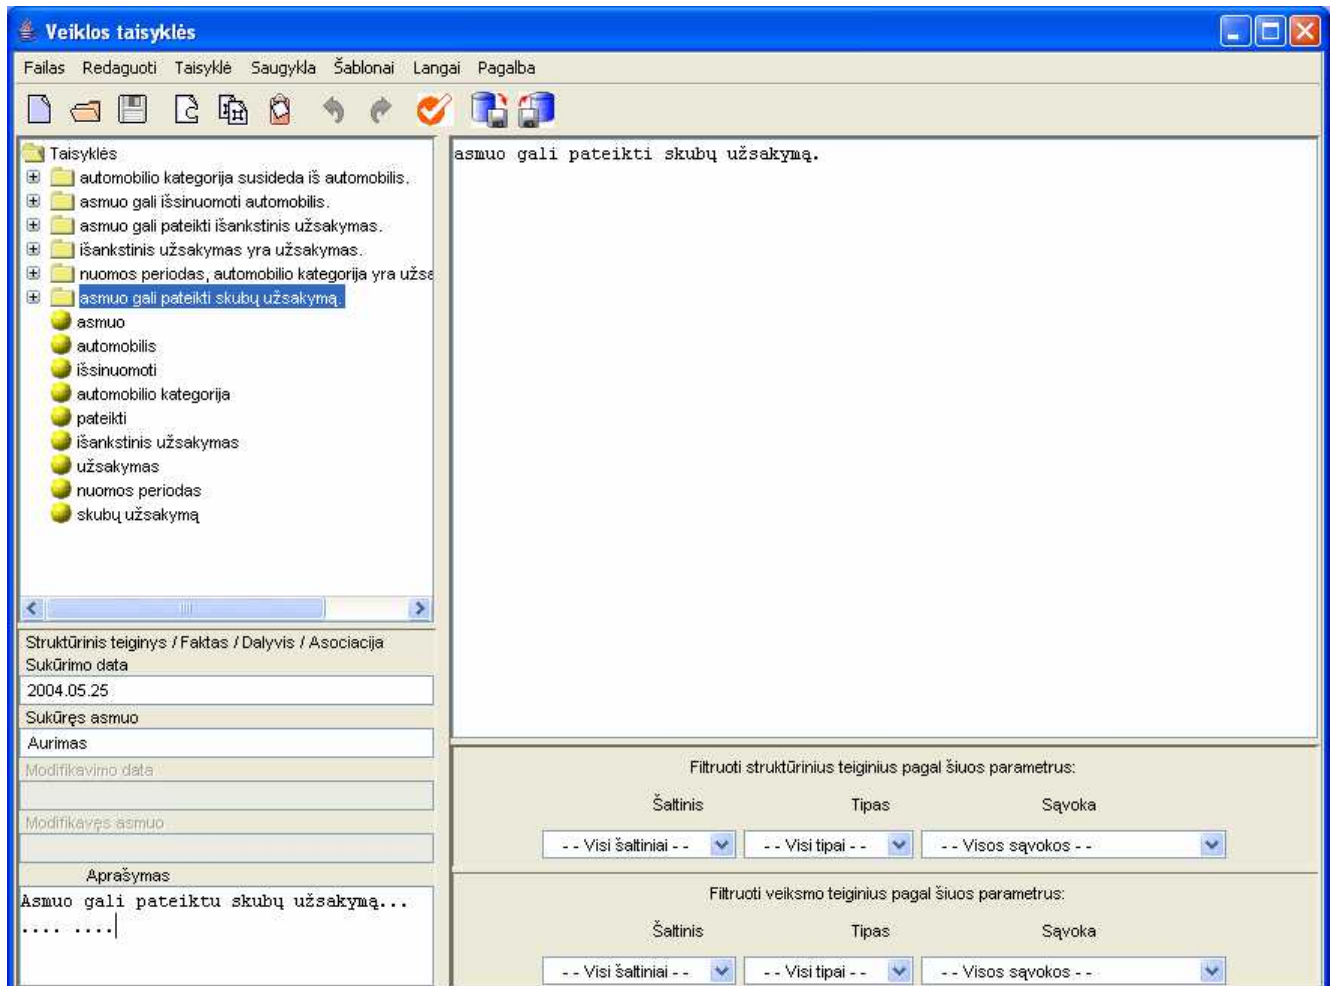 Veiklos taisyklės
Failas Redaguoti Taisyklė Saugykla Šablonai Langai Pagalba
Taisyklės
automobilio kategorija susideda iš automobilis.
asmuo gali išsinuomoti automobilis.
asmuo gali pateikti išankstinis užsakymas.
išankstinis užsakymas yra užsakymas.
nuomos periodas, automobilio kategorija yra užsa
asmuo gali pateikti skubų užsakymą.
asmuo
automobilis
išsinuomoti
automobilio kategorija
pateikti
išankstinis užsakymas
užsakymas
nuomos periodas
skubų užsakymą
Struktūrinis teiginys / Faktas / Dalyvis / Asociacija
Sukūrimo data
2004.05.25
Sukūręs asmuo
Aurimas
Modifikavimo data
Modifikavęs asmuo
Aprašymas
Asmuo gali pateiktu skubų užsakymą...
.... ....
asmuo gali pateikti skubų užsakymą.
Filtruoti struktūrinius teiginius pagal šiuos parametrus:
Šaltinis Tipas Sąvoka
- - Visi šaltiniai - - - - Visi tipai - - - - Visos sąvokos - -
Filtruoti veiksmo teiginius pagal šiuos parametrus:
Šaltinis Tipas Sąvoka
- - Visi šaltiniai - - - - Visi tipai - - - - Visos sąvokos - -